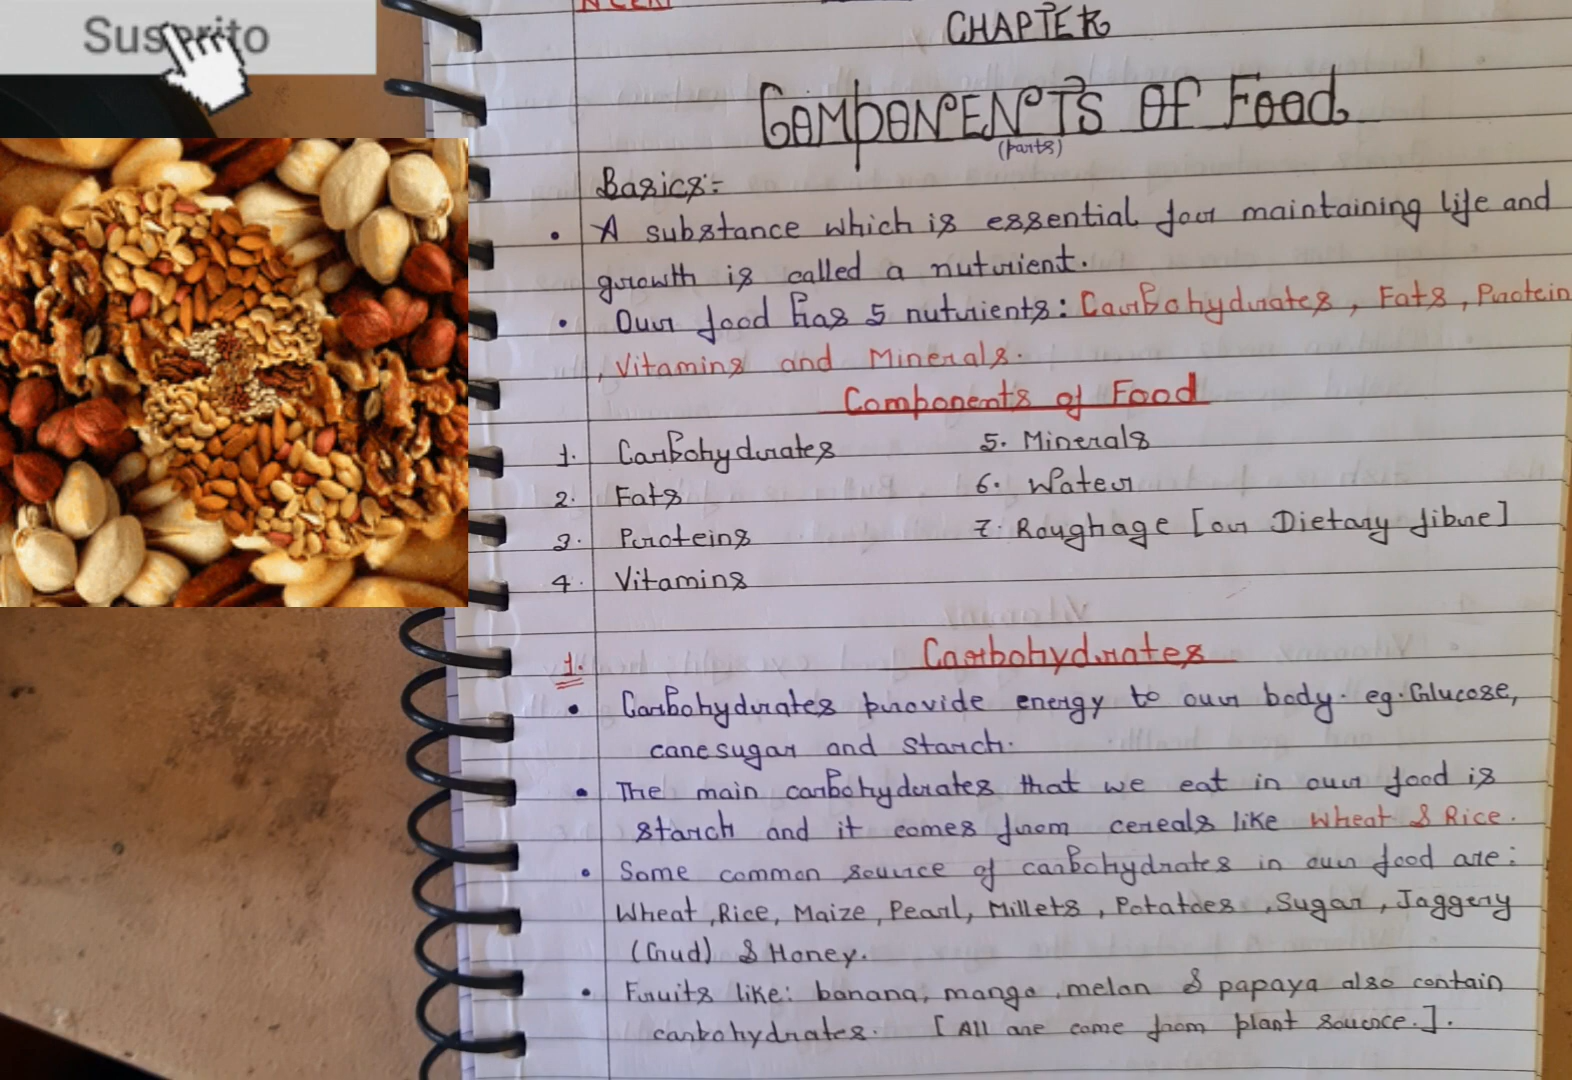 Suscrito
NCERT
CHAPTER
COMPONENTS OF FOOD
(parts)
Basics:-
• A substance which is essential for maintaining life and
growth is called a nutrient.
• Our food has 5 nutrients: Carbohydrates, Fats, Protein
, Vitamins and Minerals.
Components of Food
1. Carbohydrates
2. Fats
3. Proteins
4. Vitamins
5. Minerals
6. Water
7. Roughage [or Dietary fibre]
1. Carbohydrates
• Carbohydrates provide energy to our body. eg. Glucose,
canesugar and starch.
• The main carbohydrates that we eat in our food is
starch and it comes from cereals like Wheat & Rice.
• Some common source of carbohydrates in our food are:
Wheat, Rice, Maize, Pearl, Millets, Potatoes, Sugar, Jaggery
(Gud) & Honey.
• Fruits like: banana, mango, melan & papaya also contain
carbohydrates. [All are come from plant source.].